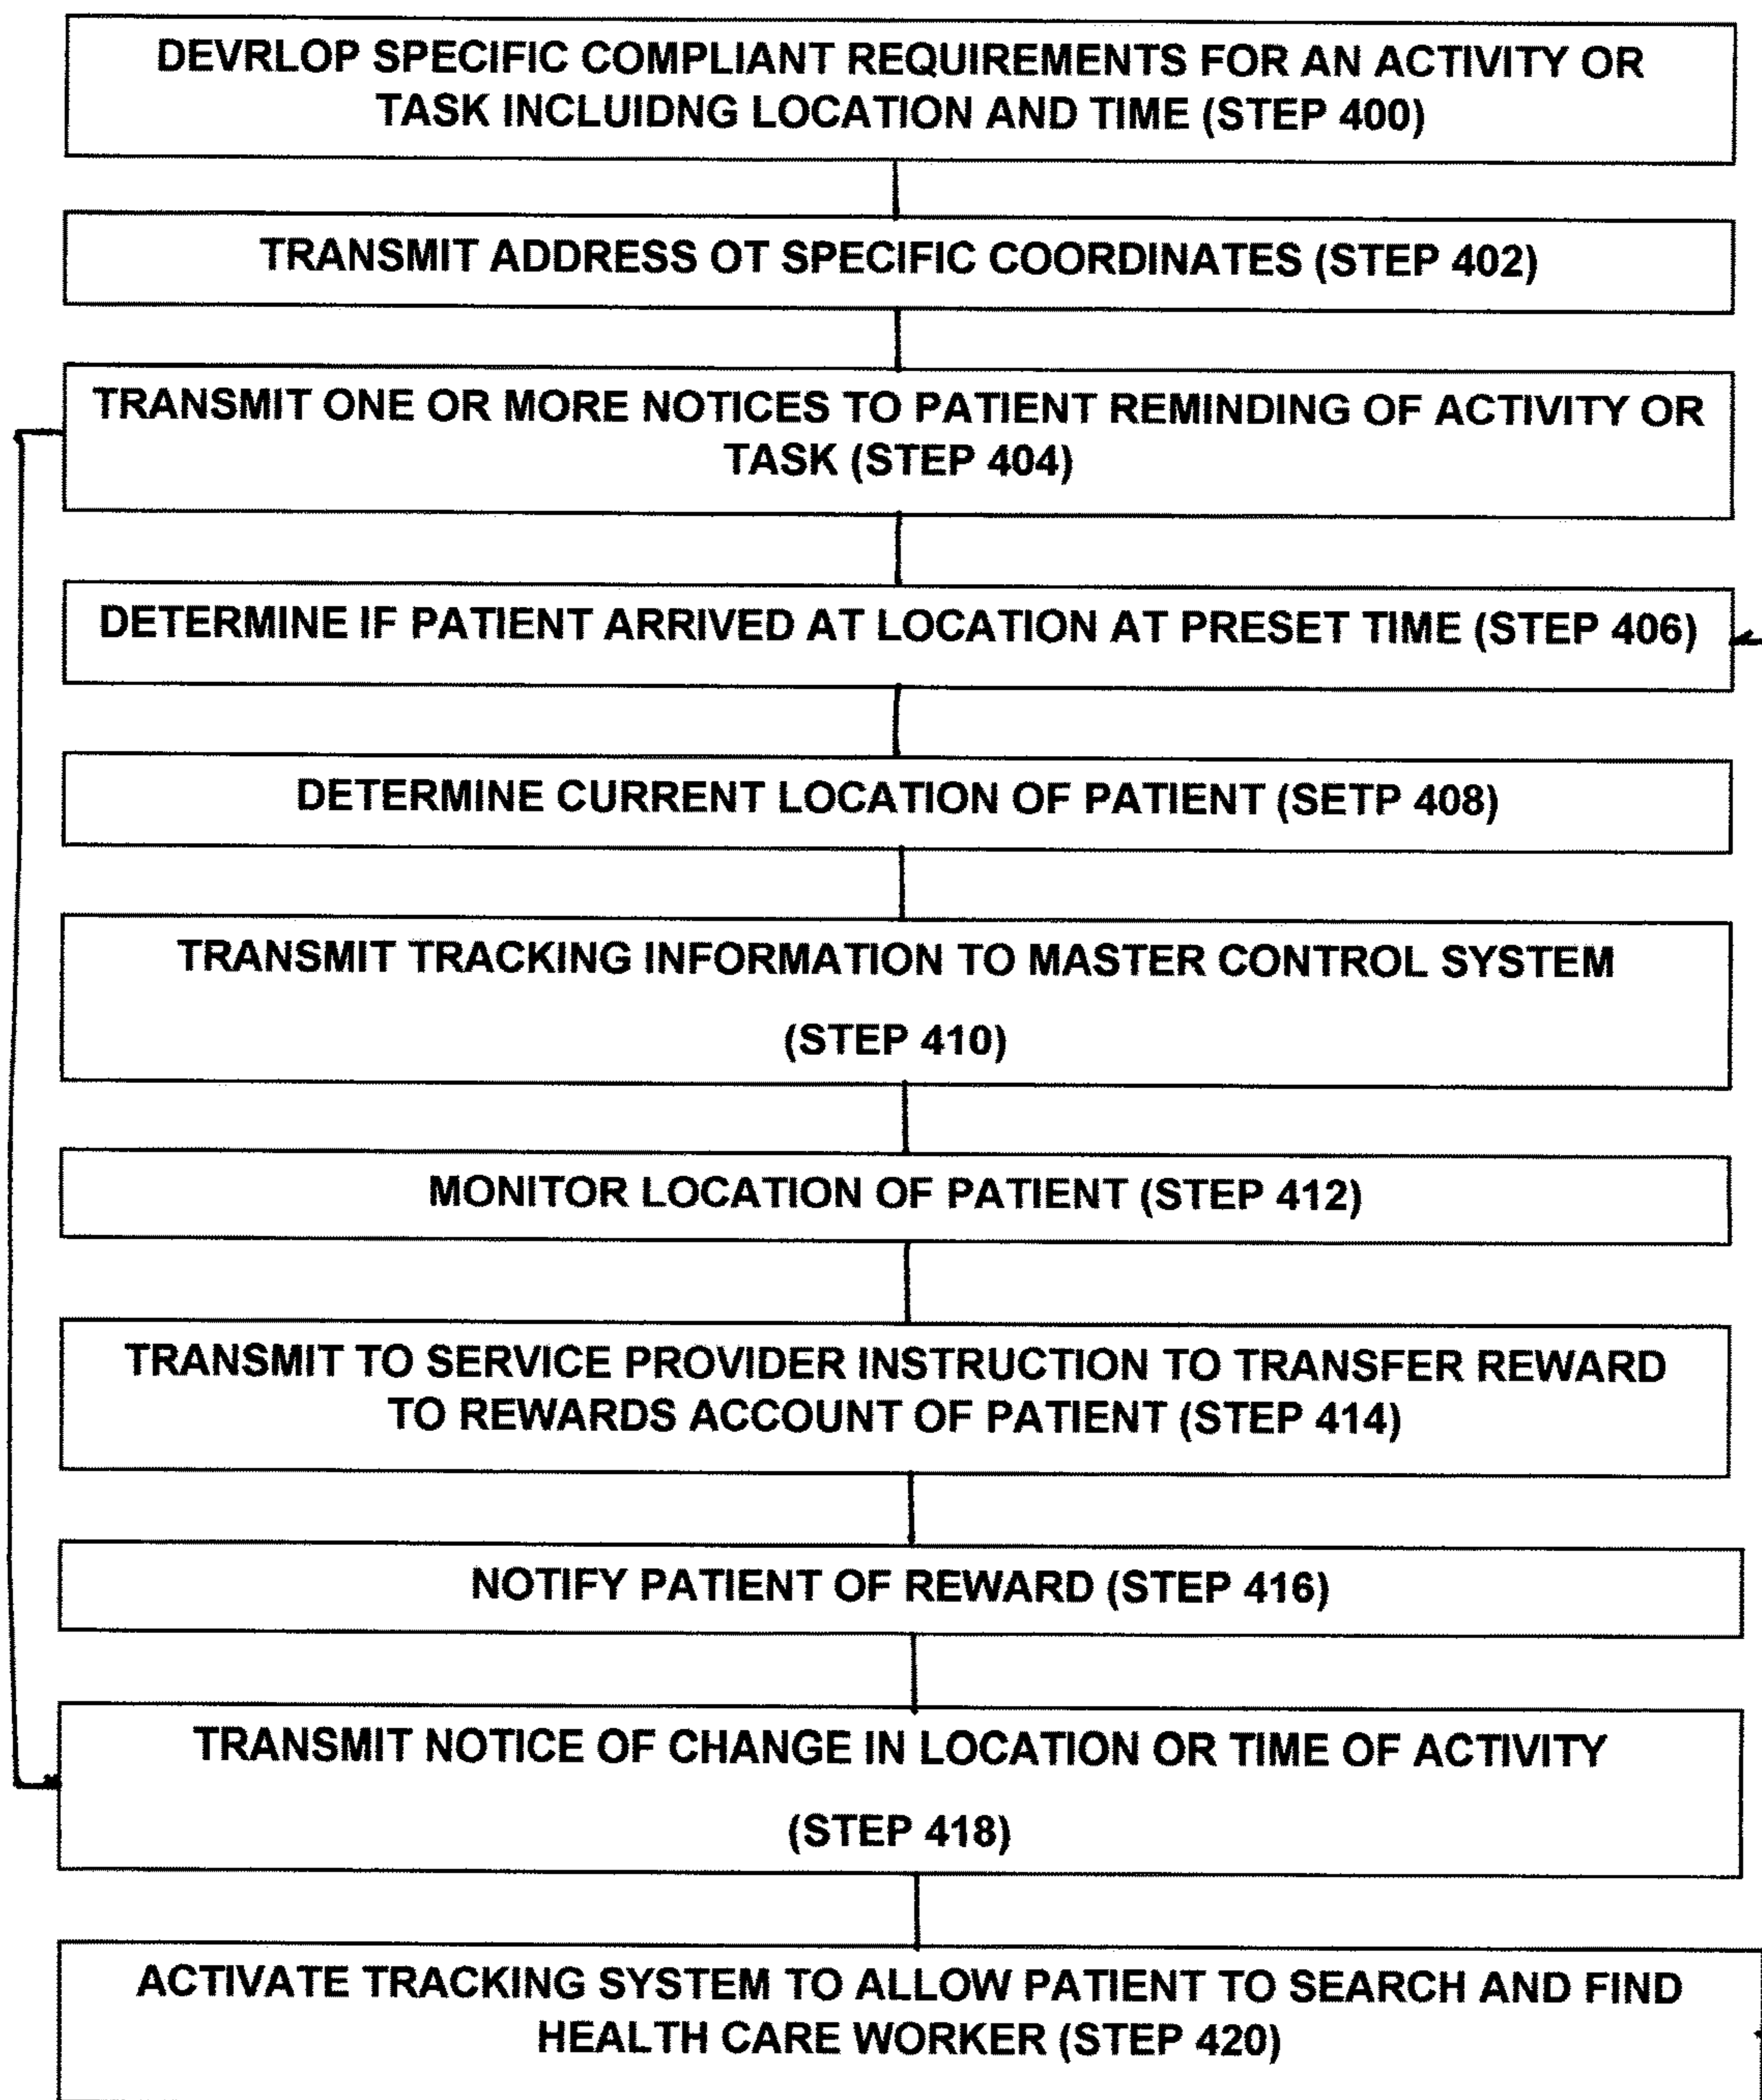 DEVRLOP SPECIFIC COMPLIANT REQUIREMENTS FOR AN ACTIVITY OR
TASK INCLUIDNG LOCATION AND TIME (STEP 400)
TRANSMIT ADDRESS OT SPECIFIC COORDINATES (STEP 402)
TRANSMIT ONE OR MORE NOTICES TO PATIENT REMINDING OF ACTIVITY OR
TASK (STEP 404)
DETERMINE IF PATIENT ARRIVED AT LOCATION AT PRESET TIME (STEP 406)
DETERMINE CURRENT LOCATION OF PATIENT (SETP 408)
TRANSMIT TRACKING INFORMATION TO MASTER CONTROL SYSTEM
(STEP 410)
MONITOR LOCATION OF PATIENT (STEP 412)
TRANSMIT TO SERVICE PROVIDER INSTRUCTION TO TRANSFER REWARD
TO REWARDS ACCOUNT OF PATIENT (STEP 414)
NOTIFY PATIENT OF REWARD (STEP 416)
TRANSMIT NOTICE OF CHANGE IN LOCATION OR TIME OF ACTIVITY
(STEP 418)
ACTIVATE TRACKING SYSTEM TO ALLOW PATIENT TO SEARCH AND FIND
HEALTH CARE WORKER (STEP 420)